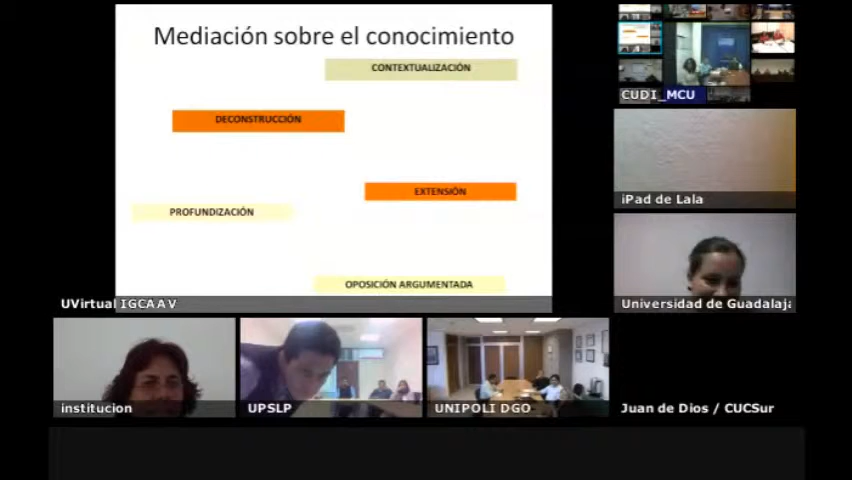 Mediación sobre el conocimiento
CONTEXTUALIZACIÓN
DECONSTRUCCIÓN
EXTENSIÓN
PROFUNDIZACIÓN
OPOSICIÓN ARGUMENTADA
UVirtual IGCAAV
CUDI_MCU
iPad de Lala
Universidad de Guadalaja
institucion
UPSLP
UNIPOLI DGO
Juan de Dios / CUCSur